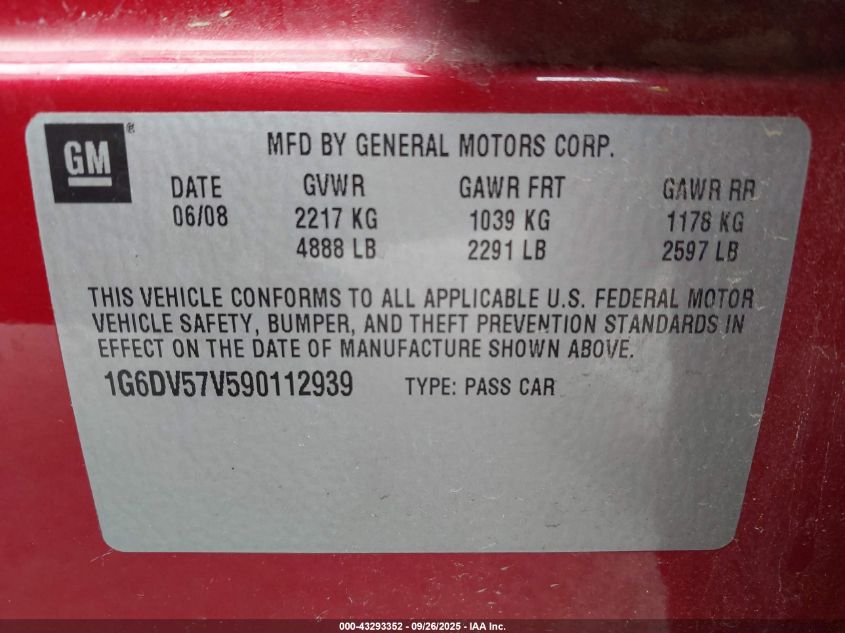 GM
®
MFD BY GENERAL MOTORS CORP.
DATE GVWR GAWR FRT GAWR RR
06/08 2217 KG 1039 KG 1178 KG
4888 LB 2291 LB 2597 LB
THIS VEHICLE CONFORMS TO ALL APPLICABLE U.S. FEDERAL MOTOR
VEHICLE SAFETY, BUMPER, AND THEFT PREVENTION STANDARDS IN
EFFECT ON THE DATE OF MANUFACTURE SHOWN ABOVE.
1G6DV57V590112939 TYPE: PASS CAR
000-43293352 - 09/26/2025 - IAA Inc.